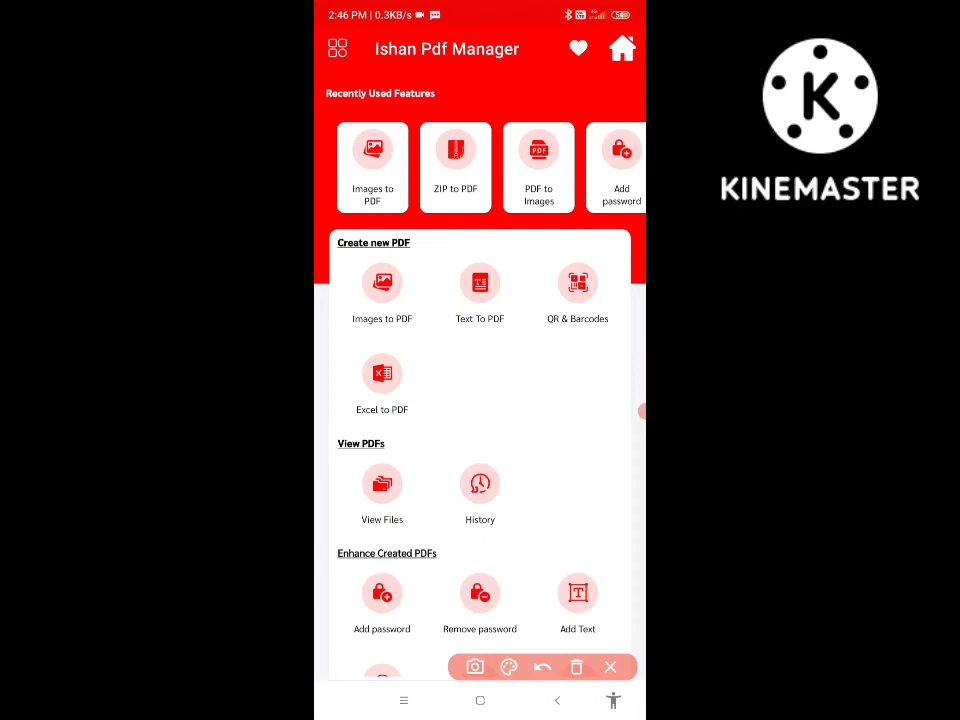 2:46 PM | 0.3KB/s
Ishan Pdf Manager
Recently Used Features
Images to PDF
ZIP to PDF
PDF to Images
Add password
Create new PDF
Images to PDF
Text To PDF
QR & Barcodes
Excel to PDF
View PDFs
View Files
History
Enhance Created PDFs
Add password
Remove password
Add Text
KINEMASTER